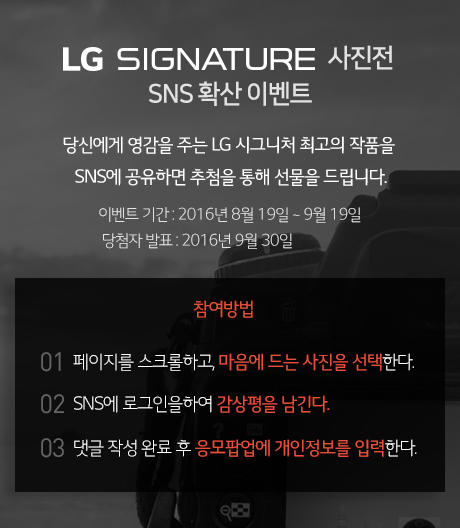 LG SIGNATURE 사진전
SNS 확산 이벤트
당신에게 영감을 주는 LG 시그니처 최고의 작품을
SNS에 공유하면 추첨을 통해 선물을 드립니다.
이벤트 기간 : 2016년 8월 19일 ~ 9월 19일
당첨자 발표 : 2016년 9월 30일
참여방법
01 페이지를 스크롤하고, 마음에 드는 사진을 선택한다.
02 SNS에 로그인을하여 감상평을 남긴다.
03 댓글 작성 완료 후 응모팝업에 개인정보를 입력한다.